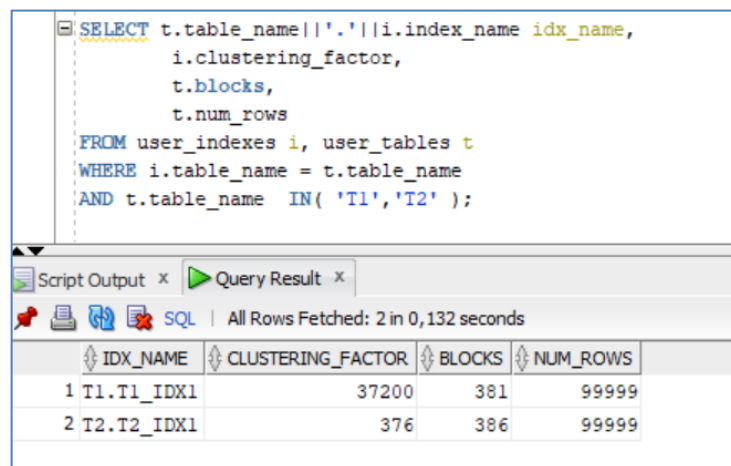 SELECT t.table_name||'.'||i.index_name idx_name,
i.clustering_factor,
t.blocks,
t.num_rows
FROM user_indexes i, user_tables t
WHERE i.table_name = t.table_name
AND t.table_name  IN( 'T1','T2' );
Script Output x Query Result x
SQL | All Rows Fetched: 2 in 0,132 seconds
IDX_NAME CLUSTERING_FACTOR BLOCKS NUM_ROWS
1 T1.T1_IDX1 37200 381 99999
2 T2.T2_IDX1 376 386 99999